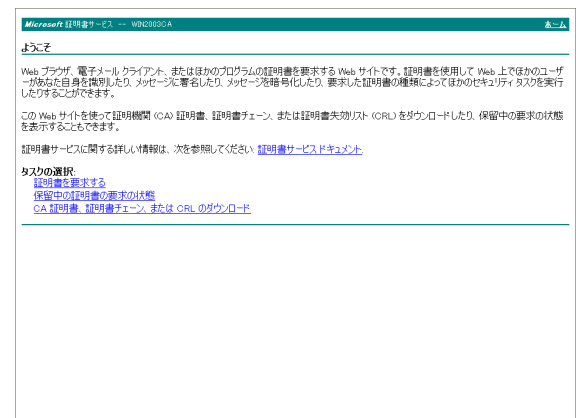 Microsoft 証明書サービス -- WIN2003CA ホーム
ようこそ
Web ブラウザ、電子メール クライアント、またはほかのプログラムの証明書を要求する Web サイトです。証明書を使用して Web 上でほかのユーザ
ーがあなた自身を識別したり、メッセージに署名したり、メッセージを暗号化したり、要求した証明書の種類によってほかのセキュリティ タスクを実行
したりすることができます。
この Web サイトを使って証明機関 (CA) 証明書、証明書チェーン、または証明書失効リスト (CRL) をダウンロードしたり、保留中の要求の状態
を表示することもできます。
証明書サービスに関する詳しい情報は、次を参照してください: 証明書サービス ドキュメント.
タスクの選択:
証明書を要求する
保留中の証明書の要求の状態
CA 証明書、証明書チェーン、または CRL のダウンロード